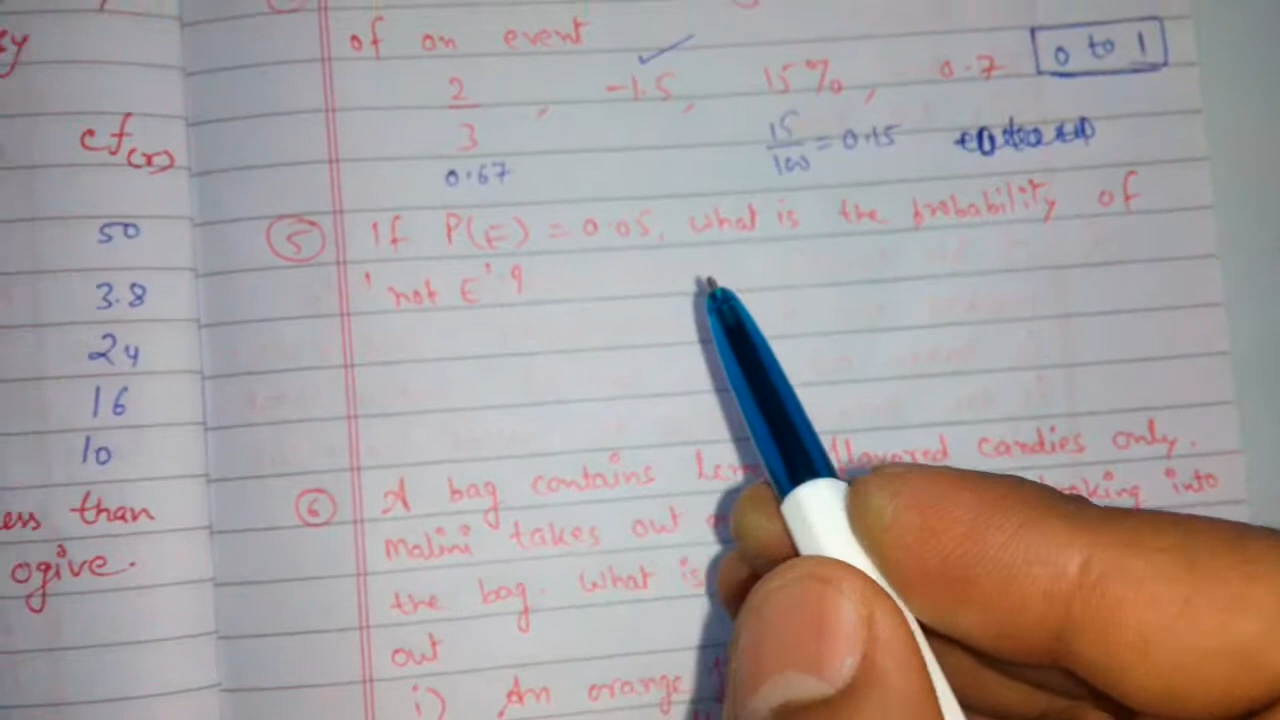 cf(x)
50
3.8
24
16
10
ess than
ogive.
of an event
2/3, -1.5, 15%, 0.7 0 to 1
0.67 15/100 = 0.15
5 If P(E) = 0.05, what is the probability of
'not E'?
6 A bag contains flavored candies only.
Malini takes out into
the bag. What is
out
i) An orange